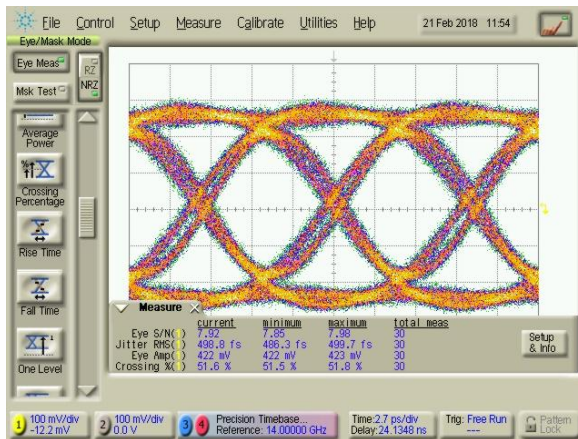 File Control Setup Measure Calibrate Utilities Help 21 Feb 2018 11:54
Eye/Mask Mode
Eye Meas
RZ
NRZ
Msk Test
Average
Power
Crossing
Percentage
Rise Time
Fall Time
One Level
Measure
current minimum maximum total meas
Eye S/N(1) 7.92 7.85 7.98 30
Jitter RMS(1) 498.8 fs 486.3 fs 499.7 fs 30
Eye Amp(1) 422 mV 422 mV 423 mV 30
Crossing %(1) 51.6 % 51.5 % 51.8 % 30
Setup
& Info
1 100 mV/div
-12.2 mV
2 100 mV/div
0.0 V
3 4 Precision Timebase...
Reference: 14.00000 GHz
Time:2.7 ps/div
Delay:24.1348 ns
Trig: Free Run
---
Pattern
Lock